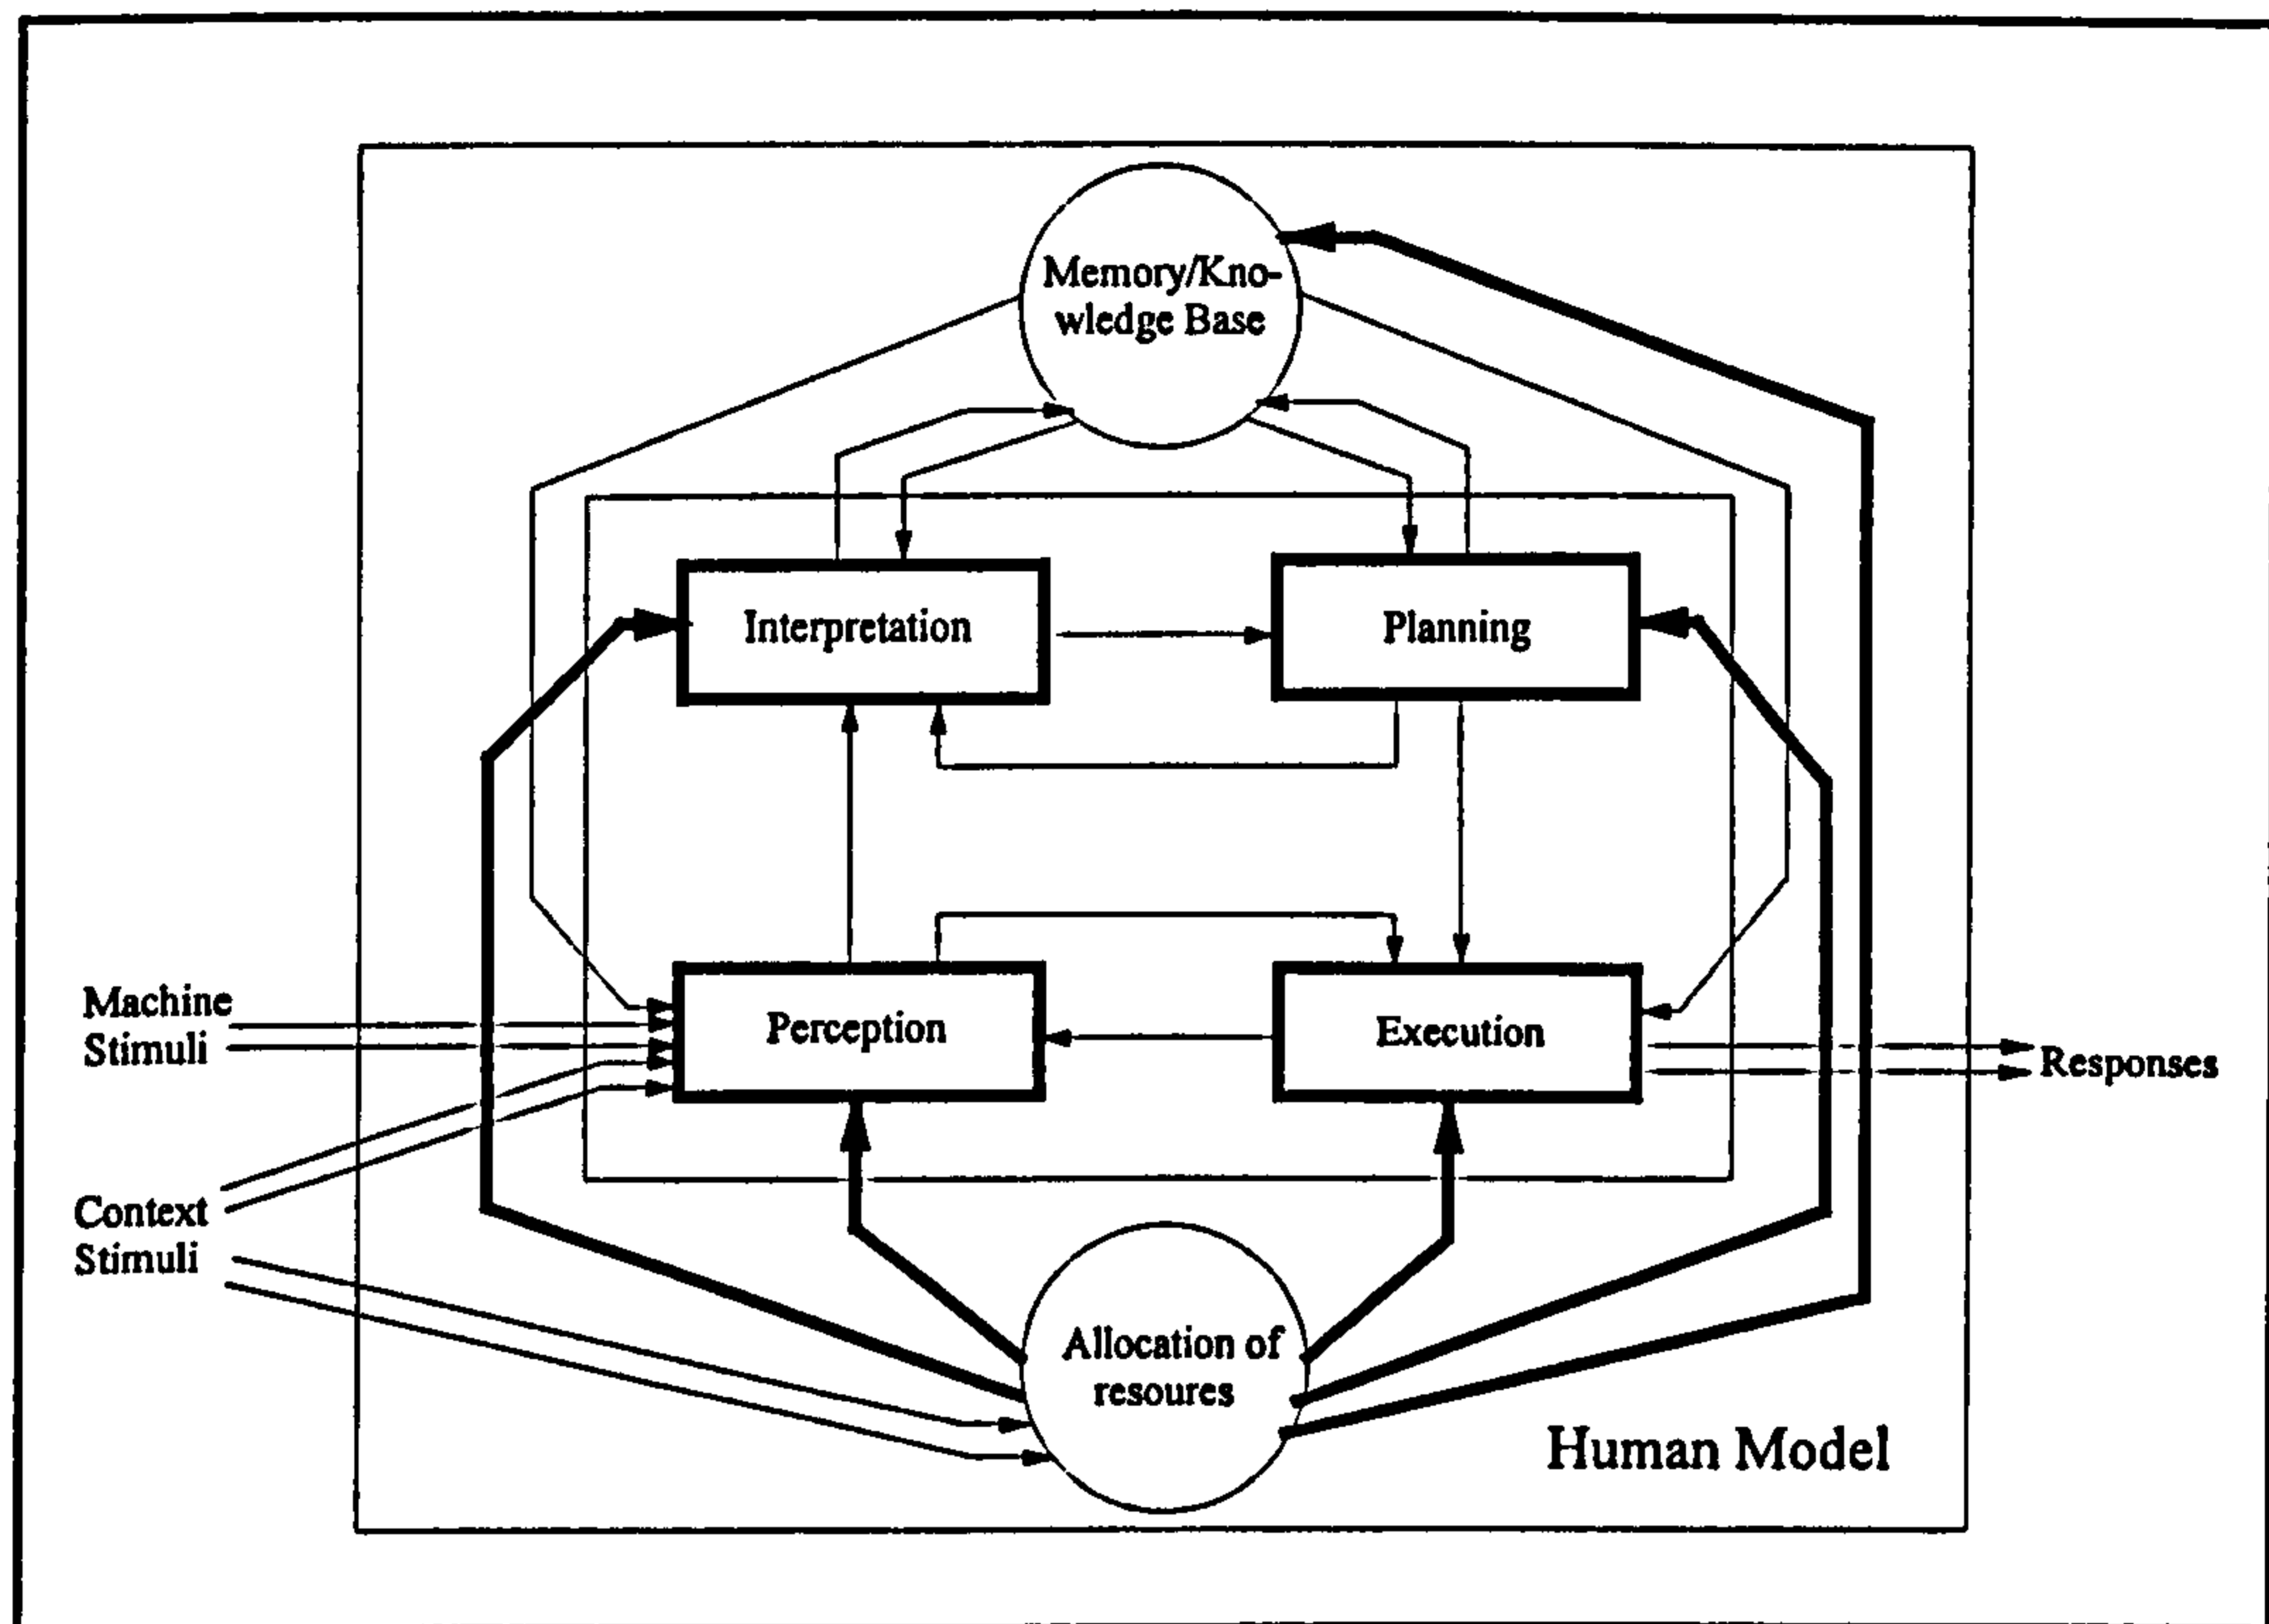 Memory/Kno-
wledge Base
Interpretation
Planning
Machine
Stimuli
Perception
Execution
Responses
Context
Stimuli
Allocation of
resoures
Human Model